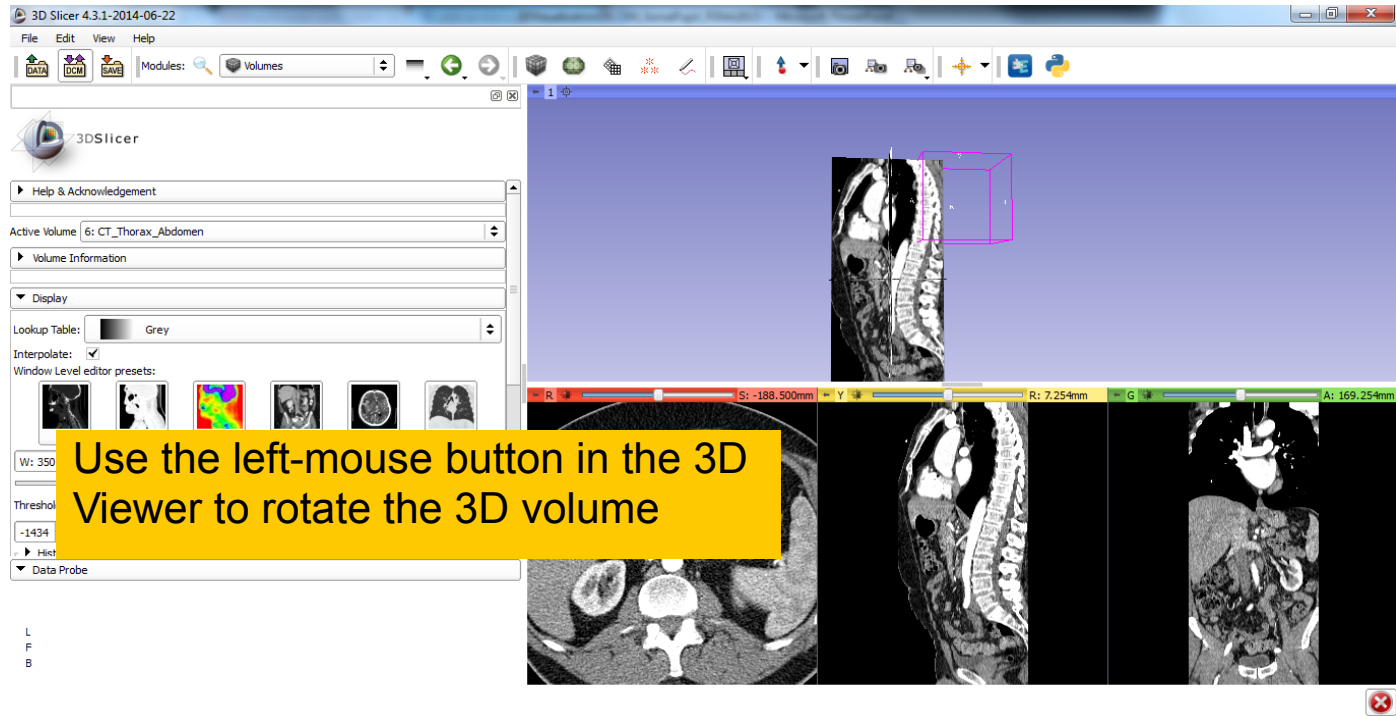 3D Slicer 4.3.1-2014-06-22
File Edit View Help
DATA DCM SAVE Modules: Volumes
1
3DSlicer
Help & Acknowledgement
Active Volume 6: CT_Thorax_Abdomen
Volume Information
Display
Lookup Table: Grey
Interpolate:
Window Level editor presets:
R S: -188.500mm Y R: 7.254mm G A: 169.254mm
W: 350
Use the left-mouse button in the 3D
Viewer to rotate the 3D volume
Threshol
-1434
Hist
Data Probe
L
F
B